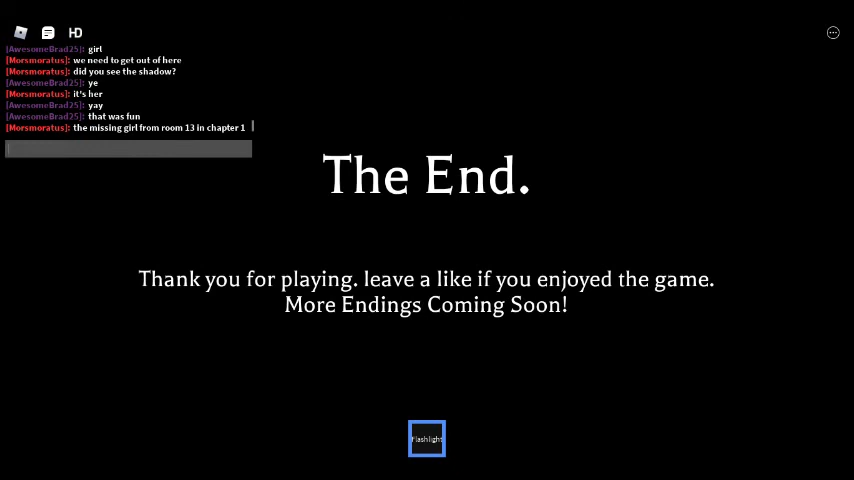 HD
[AwesomeBrad25]: girl
[Morsmoratus]: we need to get out of here
[Morsmoratus]: did you see the shadow?
[AwesomeBrad25]: ye
[Morsmoratus]: it's her
[AwesomeBrad25]: yay
[AwesomeBrad25]: that was fun
[Morsmoratus]: the missing girl from room 13 in chapter 1
The End.
Thank you for playing. leave a like if you enjoyed the game.
More Endings Coming Soon!
Flashlight